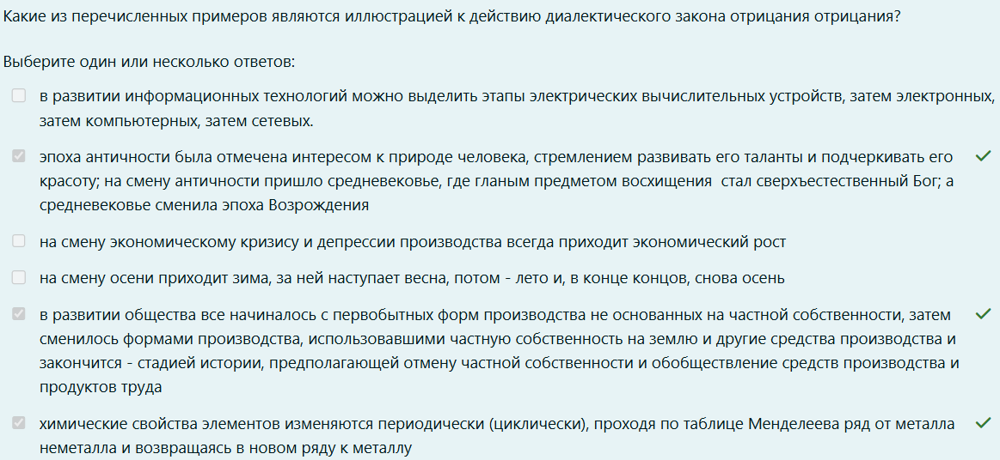 Какие из перечисленных примеров являются иллюстрацией к действию диалектического закона отрицания отрицания?
Выберите один или несколько ответов:
в развитии информационных технологий можно выделить этапы электрических вычислительных устройств, затем электронных,
затем компьютерных, затем сетевых.
эпоха античности была отмечена интересом к природе человека, стремлением развивать его таланты и подчеркивать его
красоту; на смену античности пришло средневековье, где гланым предметом восхищения стал сверхъестественный Бог; а
средневековье сменила эпоха Возрождения
на смену экономическому кризису и депрессии производства всегда приходит экономический рост
на смену осени приходит зима, за ней наступает весна, потом - лето и, в конце концов, снова осень
в развитии общества все начиналось с первобытных форм производства не основанных на частной собственности, затем
сменилось формами производства, использовавшими частную собственность на землю и другие средства производства и
закончится - стадией истории, предполагающей отмену частной собственности и обобществление средств производства и
продуктов труда
химические свойства элементов изменяются периодически (циклически), проходя по таблице Менделеева ряд от металла
неметалла и возвращаясь в новом ряду к металлу